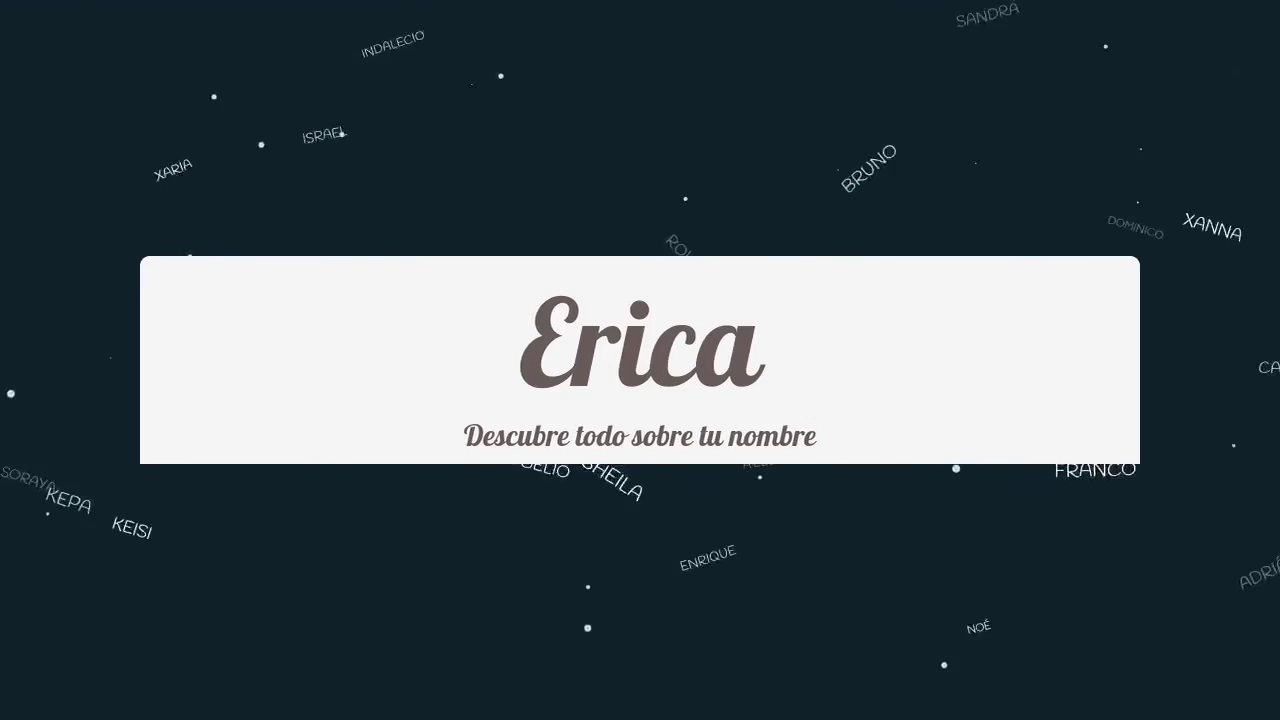 SANDRA
INDALECIO
ISRAEL
XARIA
BRUNO
DOMINICO
XANNA
Erica
Descubre todo sobre tu nombre
SORAYA
KEPA
KEISI
SHEILA
FRANCO
ENRIQUE
NOÉ